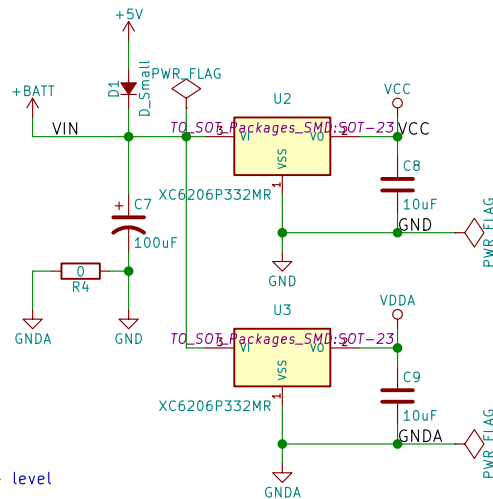 +5V
D1
D_Small
PWR_FLAG
+BATT
VIN
U2
TO_SOT_Packages_SMD:SOT-23
3
VI
VO
2
VSS
1
XC6206P332MR
VCC
VCC
C8
10uF
GND
PWR_FLAG
GND
+
C7
100uF
0
R4
GNDA
GND
U3
TO_SOT_Packages_SMD:SOT-23
3
VI
VO
2
VSS
1
XC6206P332MR
VDDA
C9
10uF
GNDA
PWR_FLAG
GNDA
level